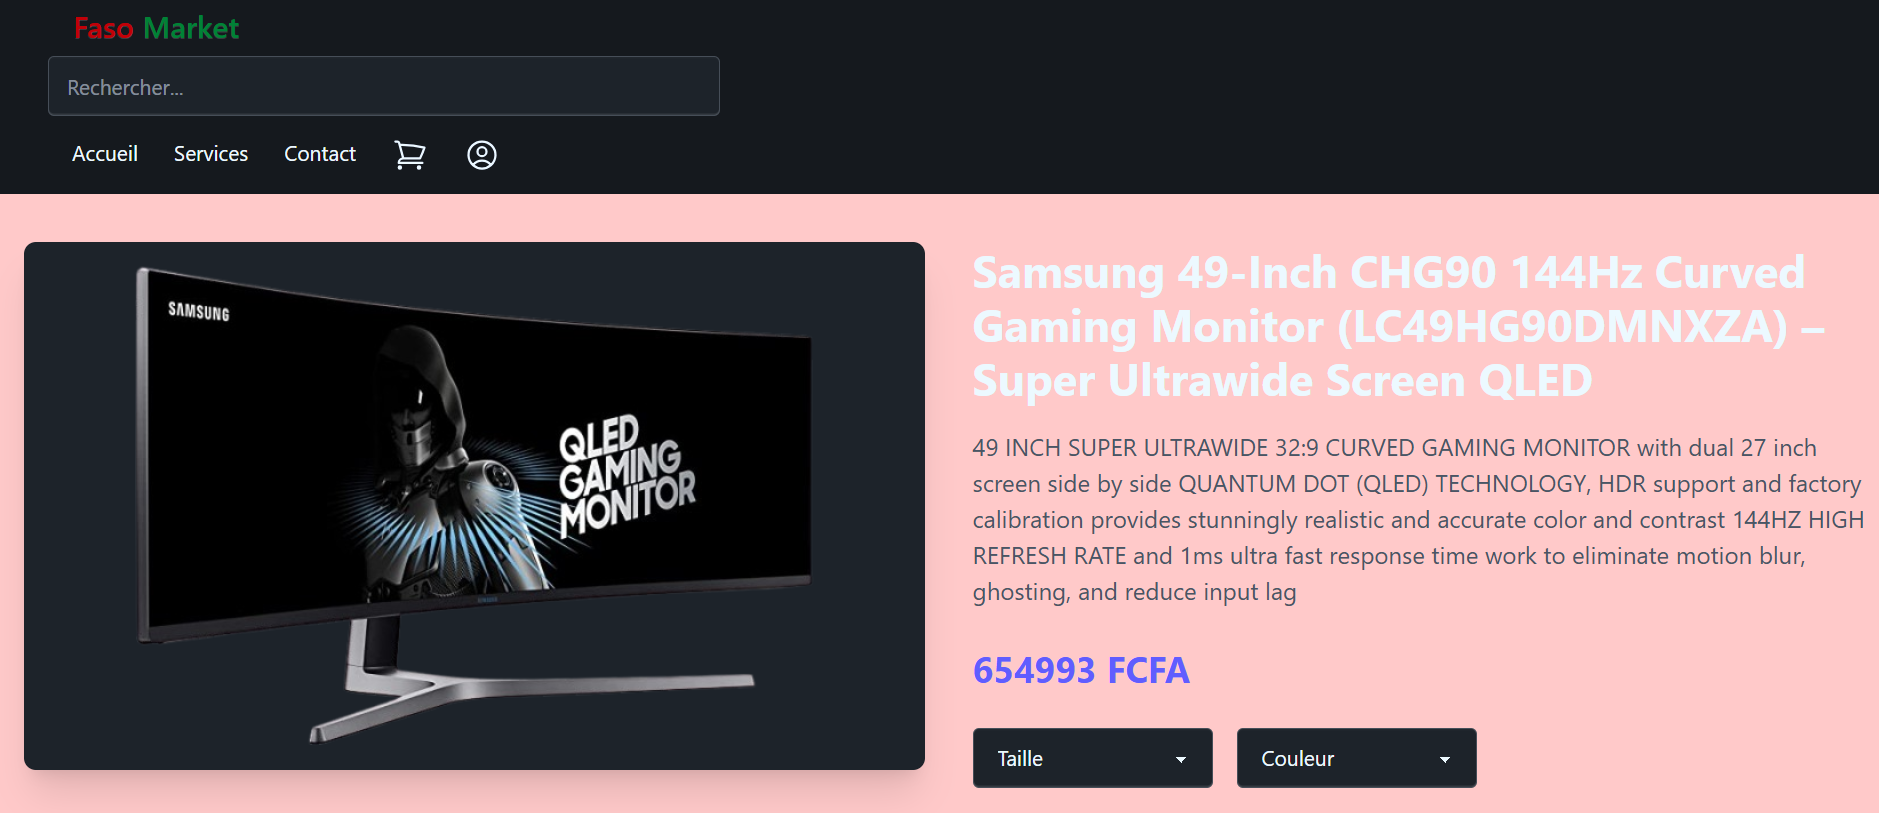 Faso Market
Rechercher...
Accueil Services Contact
SAMSUNG
QLED
GAMING
MONITOR
Samsung 49-Inch CHG90 144Hz Curved
Gaming Monitor (LC49HG90DMNXZA) –
Super Ultrawide Screen QLED
49 INCH SUPER ULTRAWIDE 32:9 CURVED GAMING MONITOR with dual 27 inch
screen side by side QUANTUM DOT (QLED) TECHNOLOGY, HDR support and factory
calibration provides stunningly realistic and accurate color and contrast 144HZ HIGH
REFRESH RATE and 1ms ultra fast response time work to eliminate motion blur,
ghosting, and reduce input lag
654993 FCFA
Taille Couleur